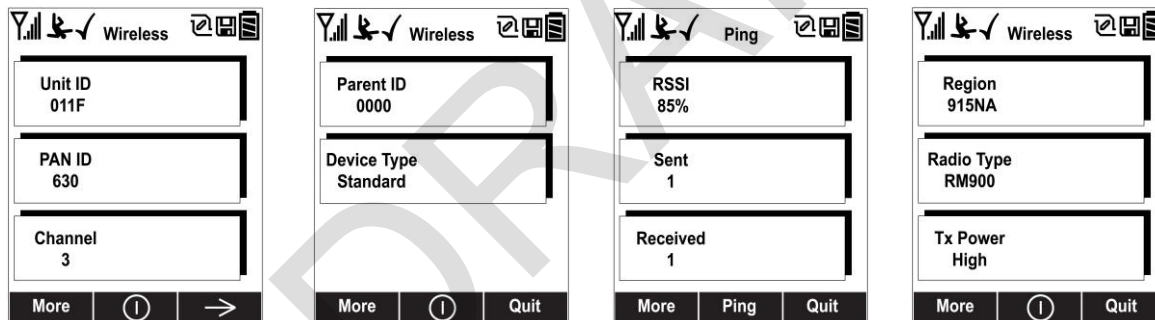 Wireless
Unit ID
011F
PAN ID
630
Channel
3
More
Wireless
Parent ID
0000
Device Type
Standard
More
Quit
Ping
RSSI
85%
Sent
1
Received
1
More
Ping
Quit
Wireless
Region
915NA
Radio Type
RM900
Tx Power
High
More
Quit